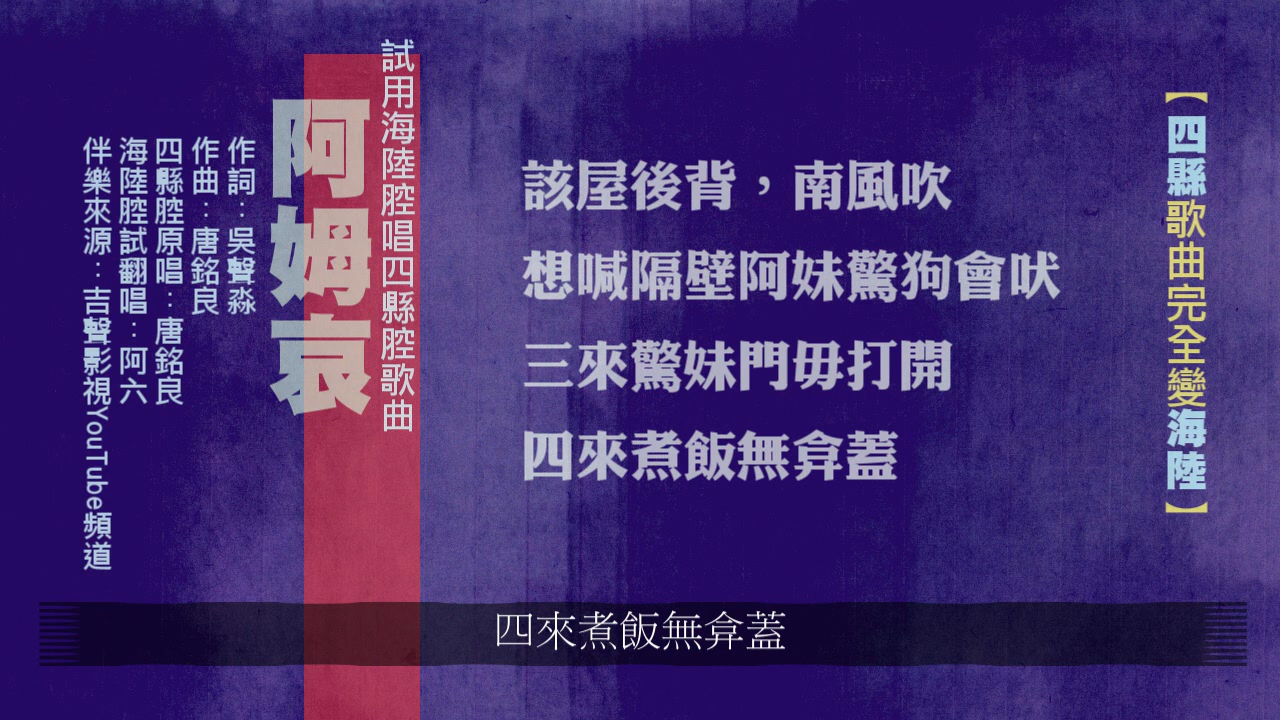 【四縣歌曲完全變海陸】
該屋後背，南風吹
想喊隔壁阿妹驚狗會吠
三來驚妹門毋打開
四來煮飯無弇蓋
試用海陸腔唱四縣腔歌曲
阿姆哀
作詞：吳聲淼
作曲：唐銘良
四縣腔原唱：唐銘良
海陸腔試翻唱：阿六
伴樂來源：吉聲影視YouTube頻道
四來煮飯無弇蓋